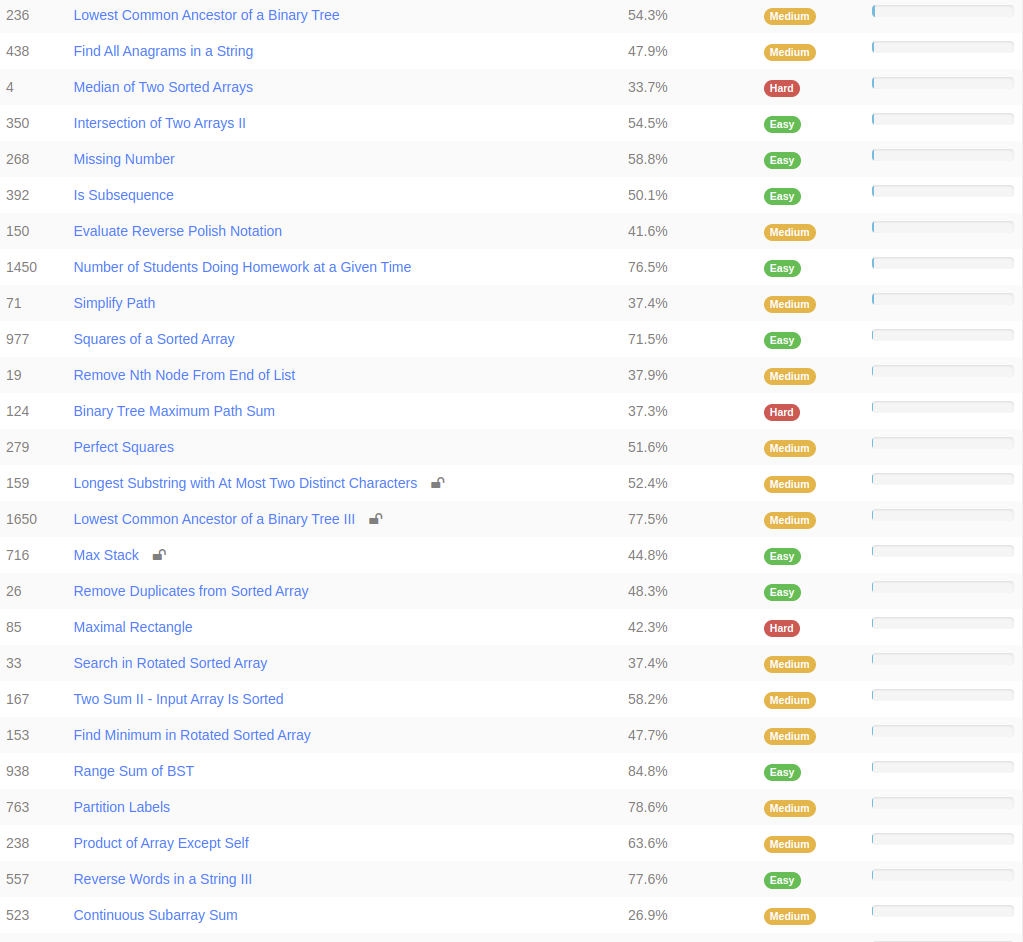 236 Lowest Common Ancestor of a Binary Tree 54.3% Medium
438 Find All Anagrams in a String 47.9% Medium
4 Median of Two Sorted Arrays 33.7% Hard
350 Intersection of Two Arrays II 54.5% Easy
268 Missing Number 58.8% Easy
392 Is Subsequence 50.1% Easy
150 Evaluate Reverse Polish Notation 41.6% Medium
1450 Number of Students Doing Homework at a Given Time 76.5% Easy
71 Simplify Path 37.4% Medium
977 Squares of a Sorted Array 71.5% Easy
19 Remove Nth Node From End of List 37.9% Medium
124 Binary Tree Maximum Path Sum 37.3% Hard
279 Perfect Squares 51.6% Medium
159 Longest Substring with At Most Two Distinct Characters 52.4% Medium
1650 Lowest Common Ancestor of a Binary Tree III 77.5% Medium
716 Max Stack 44.8% Easy
26 Remove Duplicates from Sorted Array 48.3% Easy
85 Maximal Rectangle 42.3% Hard
33 Search in Rotated Sorted Array 37.4% Medium
167 Two Sum II - Input Array Is Sorted 58.2% Medium
153 Find Minimum in Rotated Sorted Array 47.7% Medium
938 Range Sum of BST 84.8% Easy
763 Partition Labels 78.6% Medium
238 Product of Array Except Self 63.6% Medium
557 Reverse Words in a String III 77.6% Easy
523 Continuous Subarray Sum 26.9% Medium